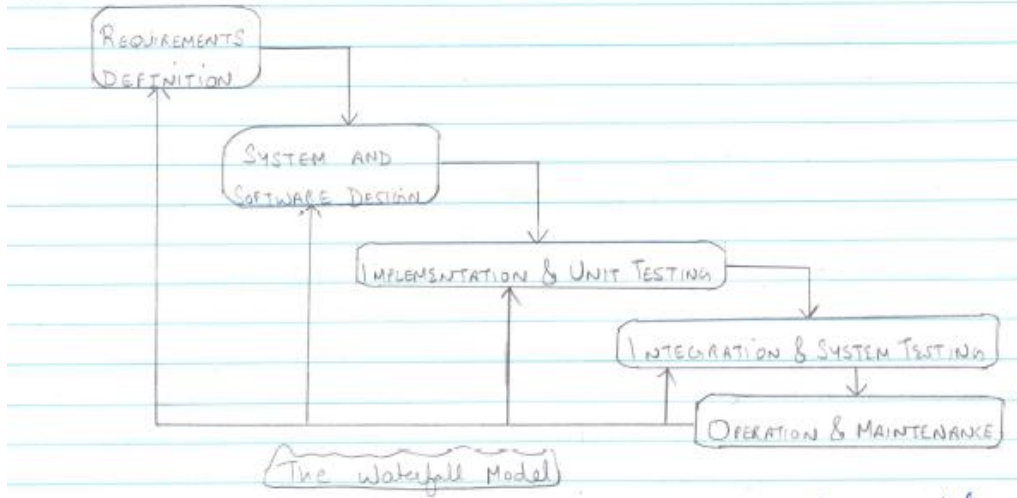 REQUIREMENTS
DEFINITION
SYSTEM AND
SOFTWARE DESIGN
IMPLEMENTATION & UNIT TESTING
INTEGRATION & SYSTEM TESTING
OPERATION & MAINTENANCE
The Waterfall Model